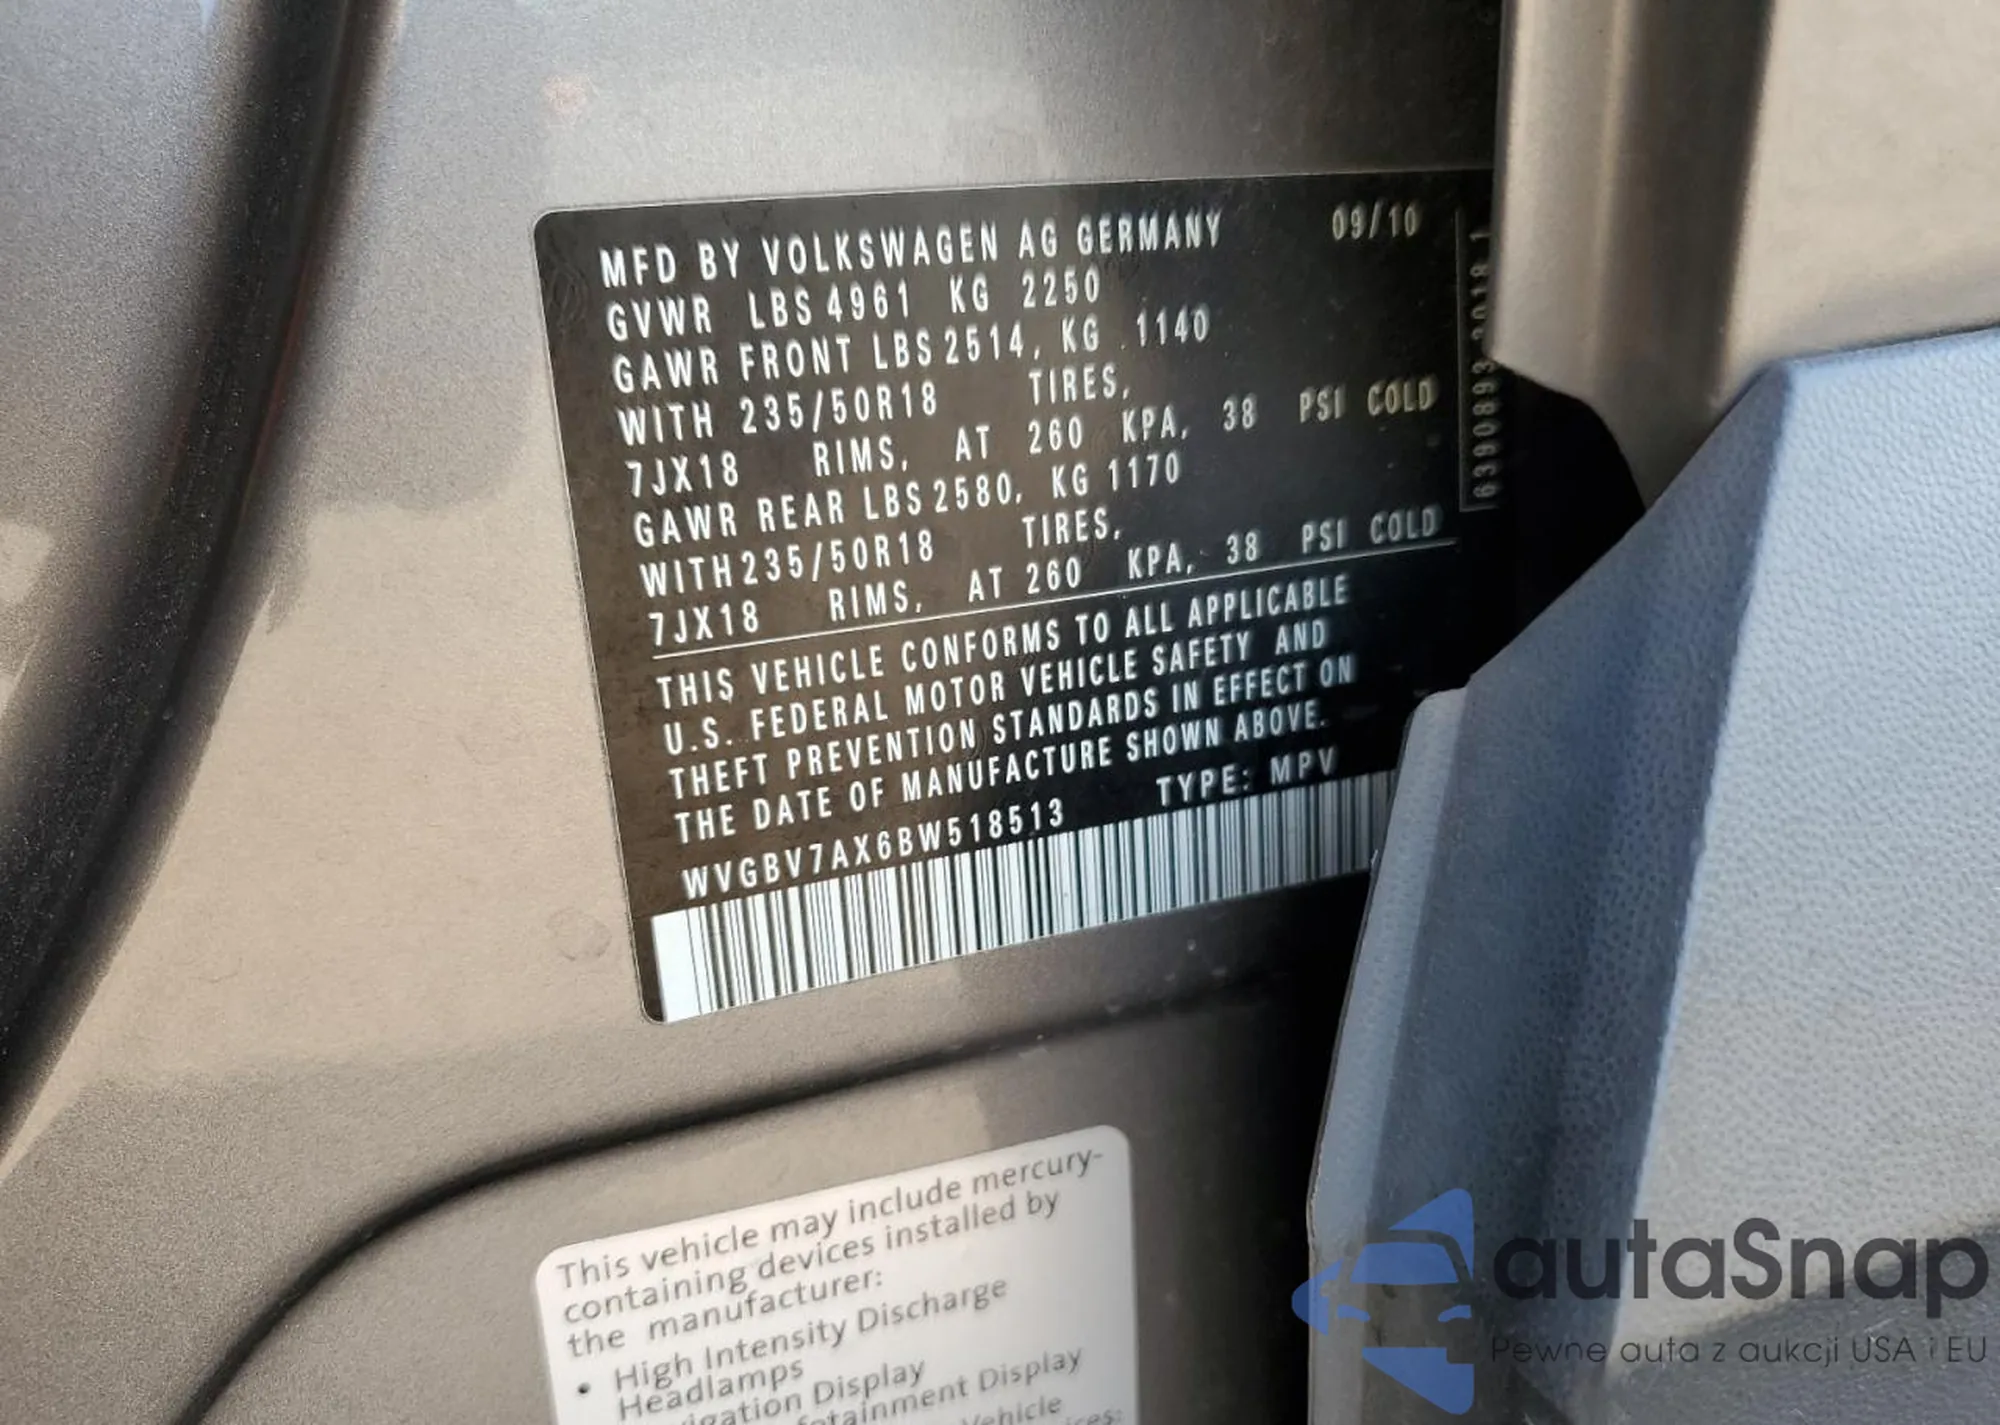 MFD BY VOLKSWAGEN AG GERMANY 09/10
GVWR LBS 4961 KG 2250
GAWR FRONT LBS 2514, KG 1140
WITH 235/50R18 TIRES,
7JX18 RIMS, AT 260 KPA, 38 PSI COLD
GAWR REAR LBS 2580, KG 1170
WITH 235/50R18 TIRES,
7JX18 RIMS, AT 260 KPA, 38 PSI COLD
THIS VEHICLE CONFORMS TO ALL APPLICABLE
U.S. FEDERAL MOTOR VEHICLE SAFETY AND
THEFT PREVENTION STANDARDS IN EFFECT ON
THE DATE OF MANUFACTURE SHOWN ABOVE.
WVGBV7AX6BW518513 TYPE: MPV
This vehicle may include mercury-
containing devices installed by
the manufacturer:
• High Intensity Discharge
Headlamps
Display
Display
Vehicle
autaSnap
Pewne auta z aukcji USA i EU